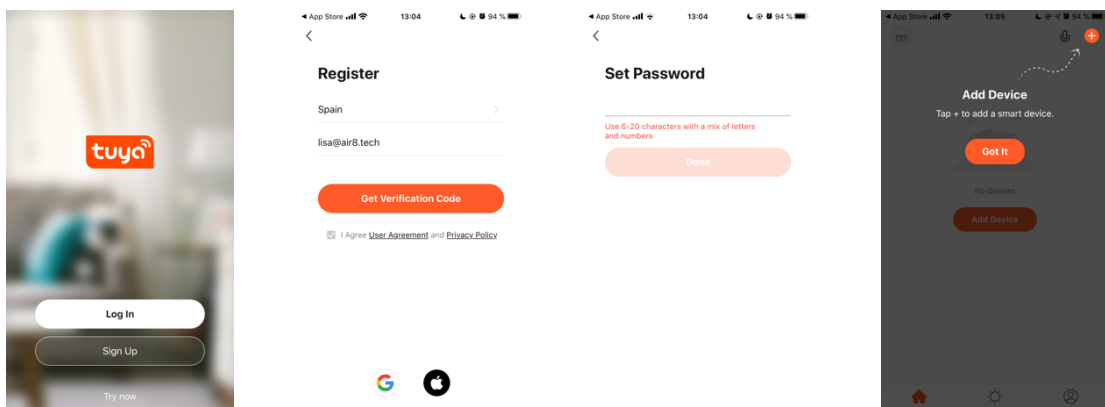 tuya
Log In
Sign Up
Try now
App Store 13:04 94 %
Register
Spain
lisa@air8.tech
Get Verification Code
I Agree User Agreement and Privacy Policy
G
App Store 13:04 94 %
Set Password
Use 6-20 characters with a mix of letters
and numbers
Done
App Store 13:05 94 %
Add Device
Tap + to add a smart device.
Got It
No devices
Add Device